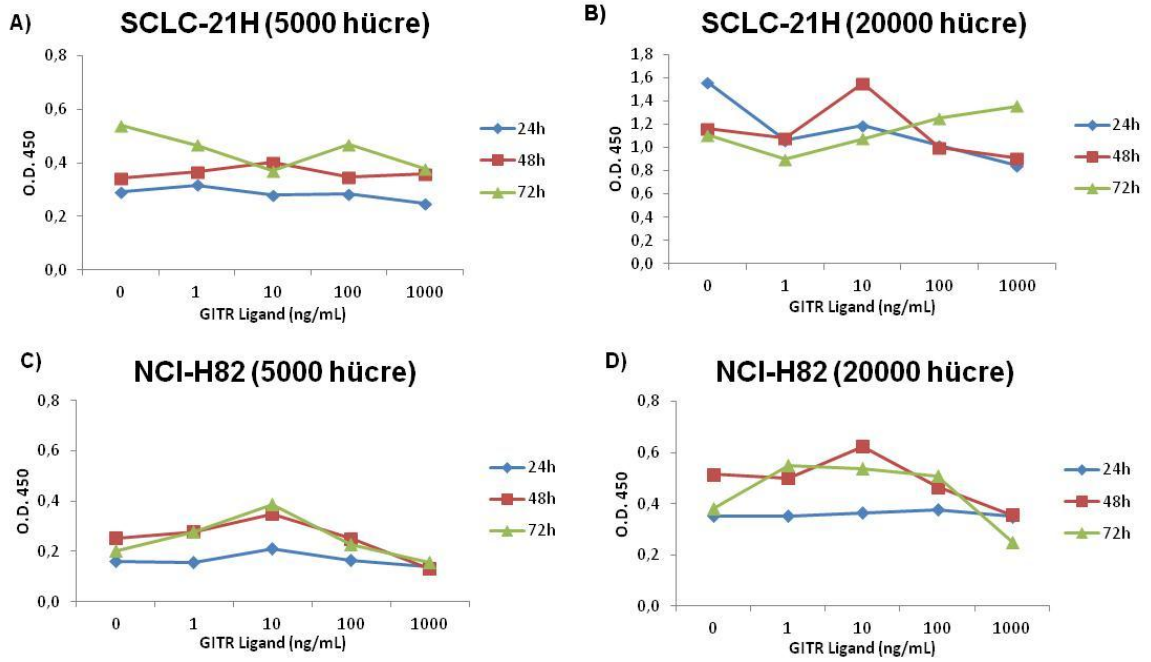 A)
SCLC-21H (5000 hücre)
0,8
0,6
0,4
0,2
0,0
O.D. 450
0 1 10 100 1000
GITR Ligand (ng/mL)
24h
48h
72h
B)
SCLC-21H (20000 hücre)
1,8
1,6
1,4
1,2
1,0
0,8
0,6
0,4
0,2
0,0
O.D. 450
0 1 10 100 1000
GITR Ligand (ng/mL)
24h
48h
72h
C)
NCI-H82 (5000 hücre)
0,8
0,6
0,4
0,2
0,0
O.D. 450
0 1 10 100 1000
GITR Ligand (ng/mL)
24h
48h
72h
D)
NCI-H82 (20000 hücre)
0,8
0,6
0,4
0,2
0,0
O.D. 450
0 1 10 100 1000
GITR Ligand (ng/mL)
24h
48h
72h